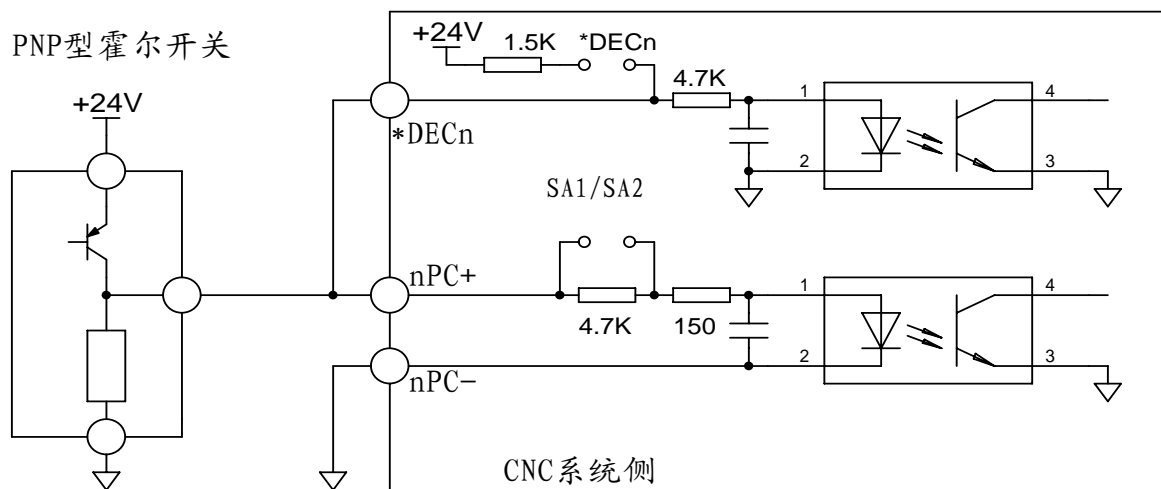 PNP型霍尔开关
+24V
+24V
1.5K
*DECn
4.7K
1
4
2
3
*DECn
SA1/SA2
nPC+
4.7K
150
1
4
2
3
nPC-
CNC系统侧